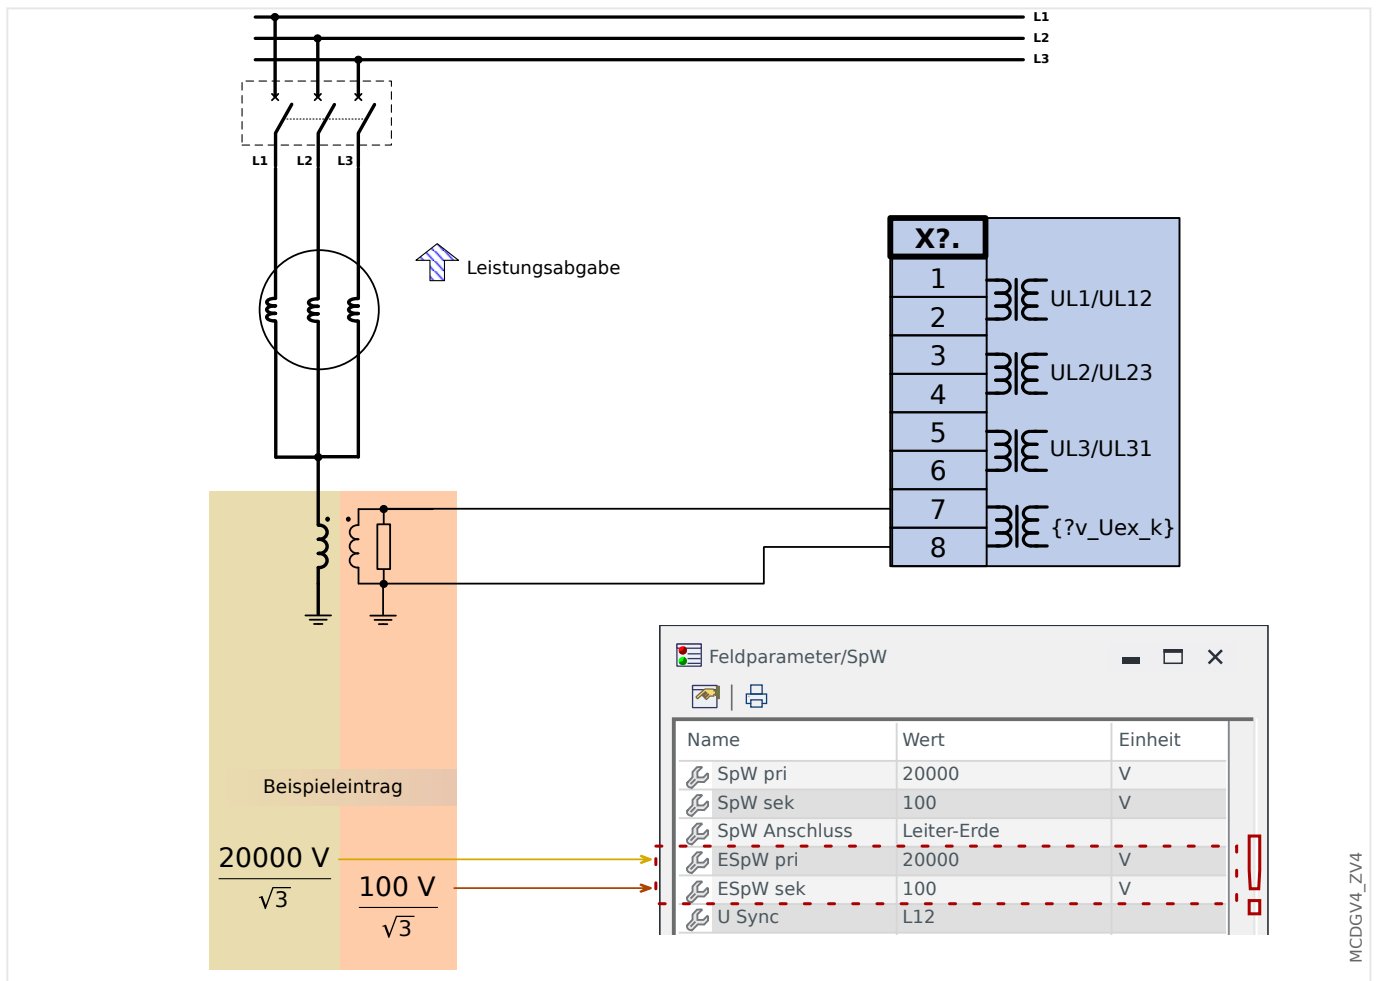 L1
L2
L3
L1 L2 L3
Leistungsabgabe
X?.
1
2
3
4
5
6
7
8
UL1/UL12
UL2/UL23
UL3/UL31
{?v_Uex_k}
Beispieleintrag
20000 V
√3
100 V
√3
Feldparameter/SpW
Name Wert Einheit
SpW pri 20000 V
SpW sek 100 V
SpW Anschluss Leiter-Erde
ESpW pri 20000 V
ESpW sek 100 V
U Sync L12
MCDGV4_ZV4